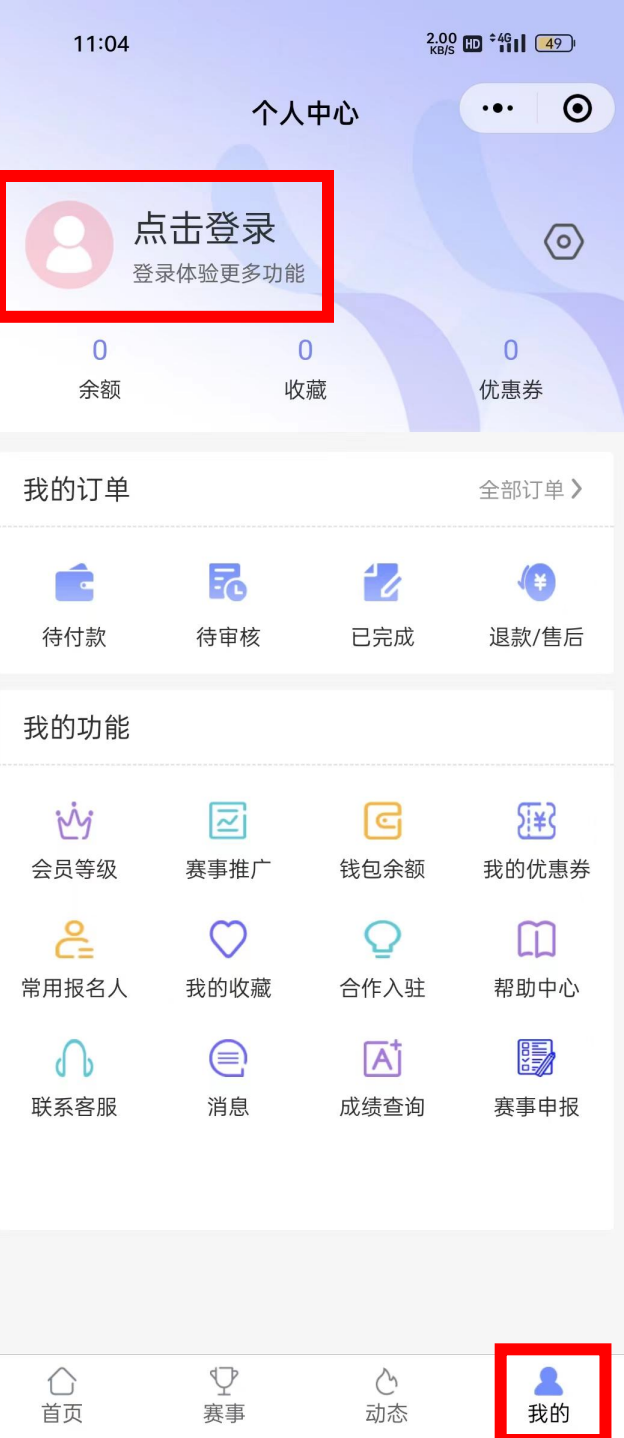 11:04 2.00 KB/S HD 4G 49
个人中心
点击登录
登录体验更多功能
0 0 0
余额 收藏 优惠券
我的订单 全部订单
待付款 待审核 已完成 退款/售后
我的功能
会员等级 赛事推广 钱包余额 我的优惠券
常用报名人 我的收藏 合作入驻 帮助中心
联系客服 消息 成绩查询 赛事申报
首页 赛事 动态 我的